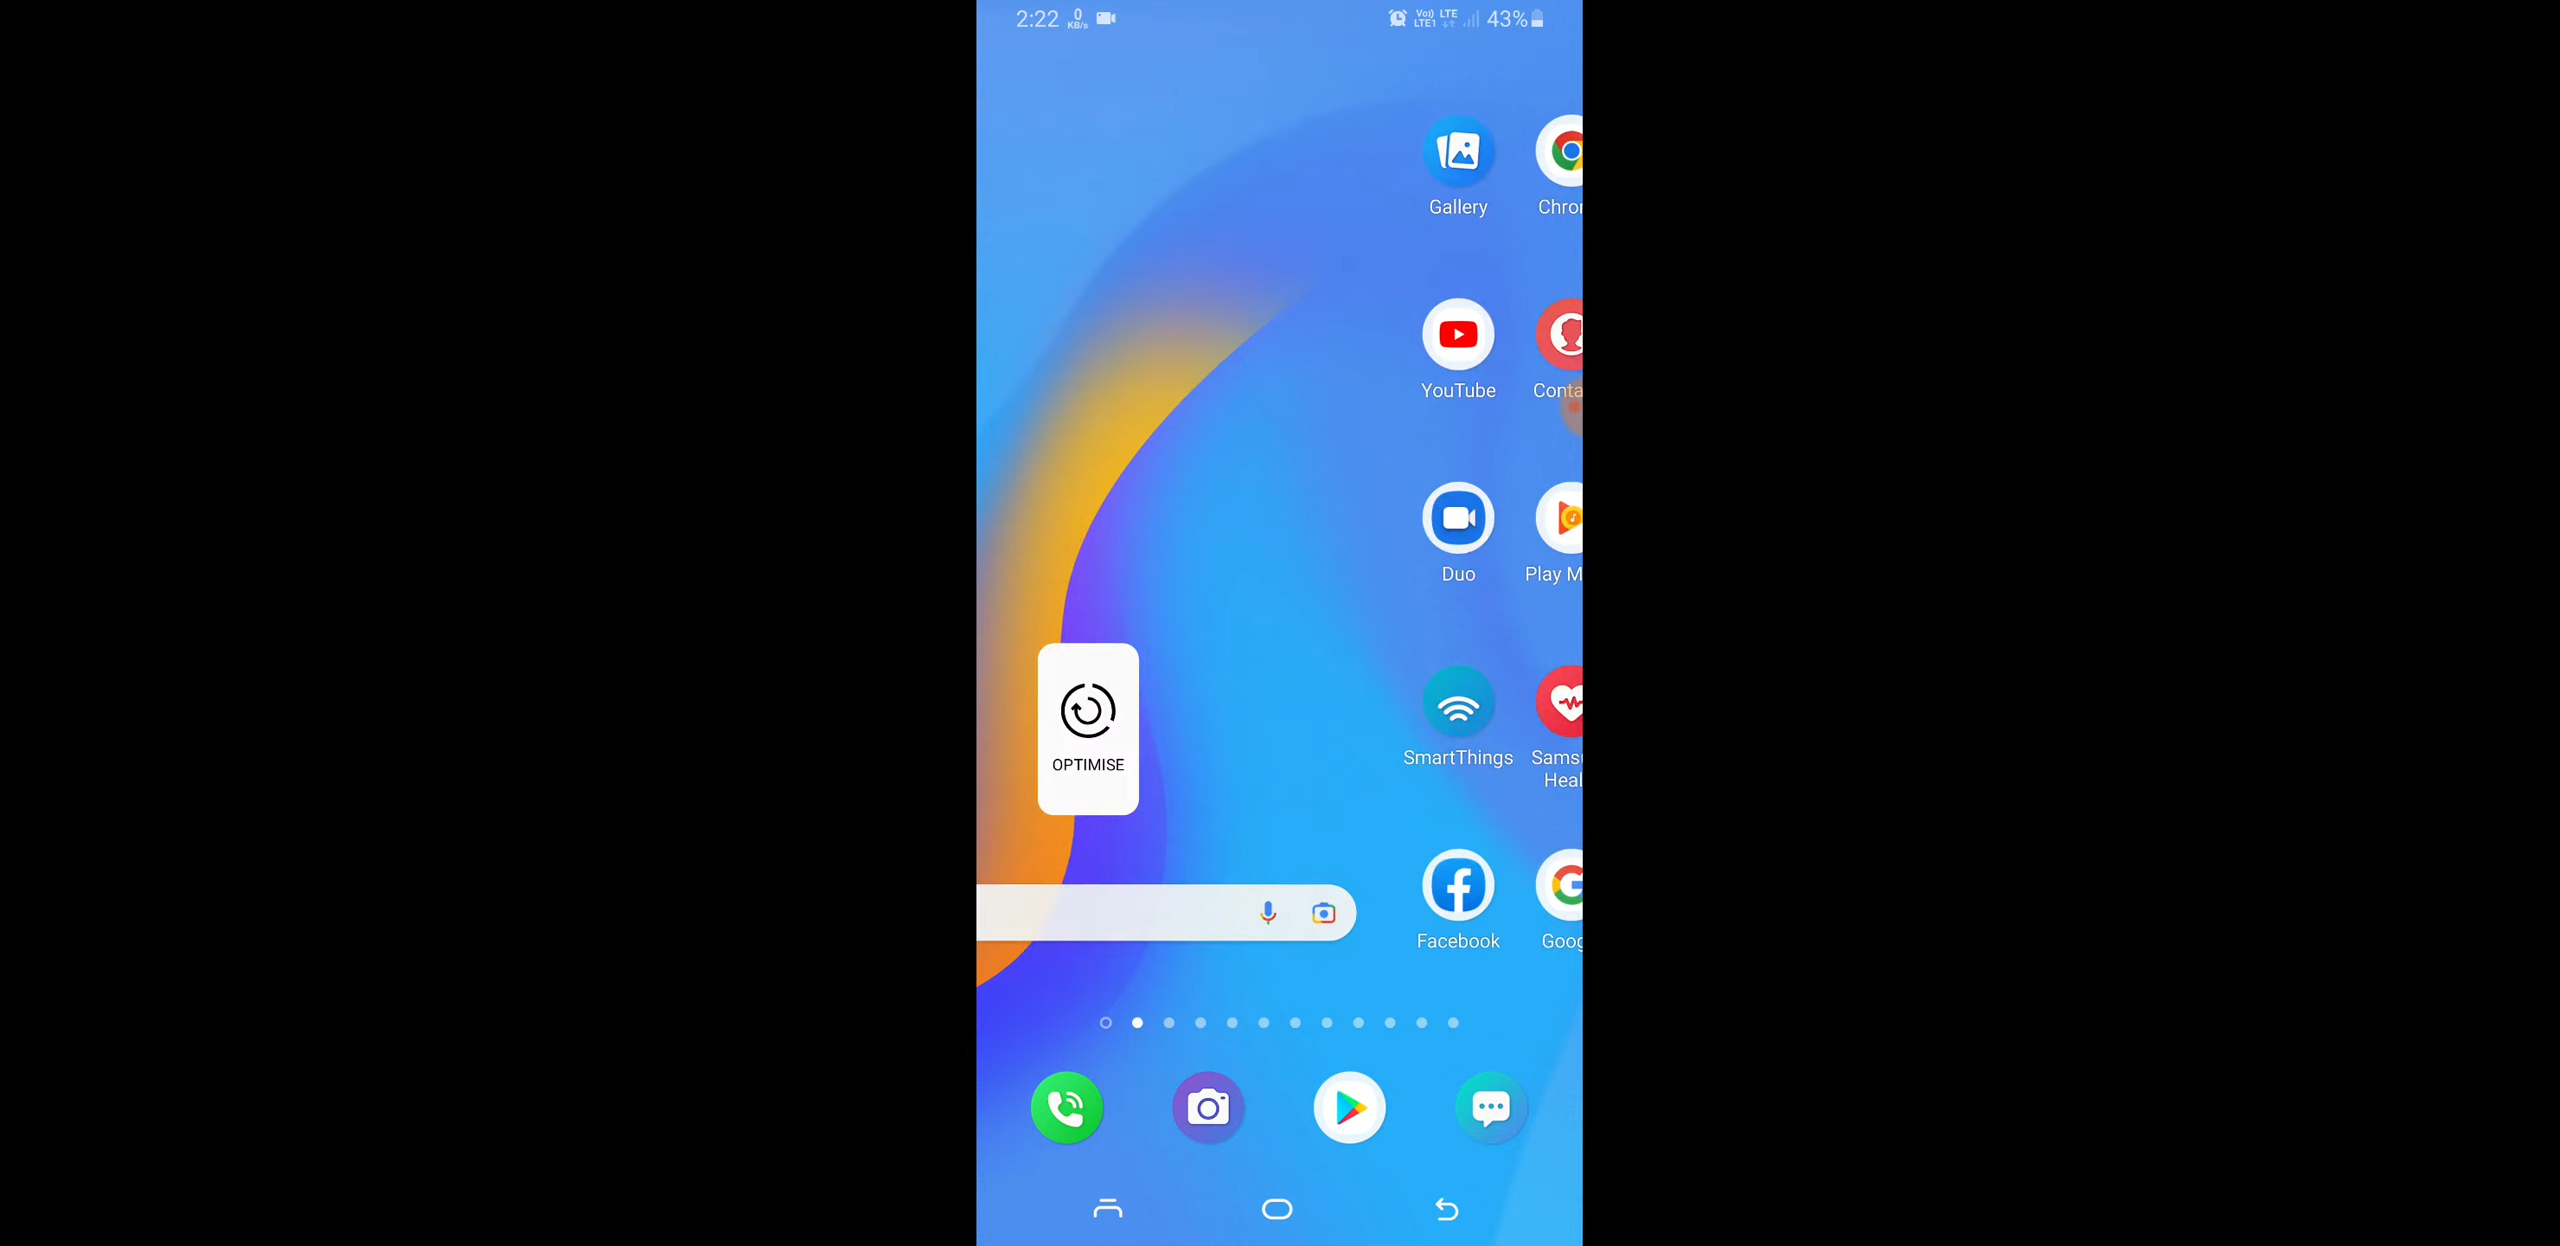 2:22 0 KB/s Vo) LTE LTE1 43%
Gallery Chro
YouTube Conta
Duo Play M
OPTIMISE
SmartThings Sams
Heal
Facebook Goog